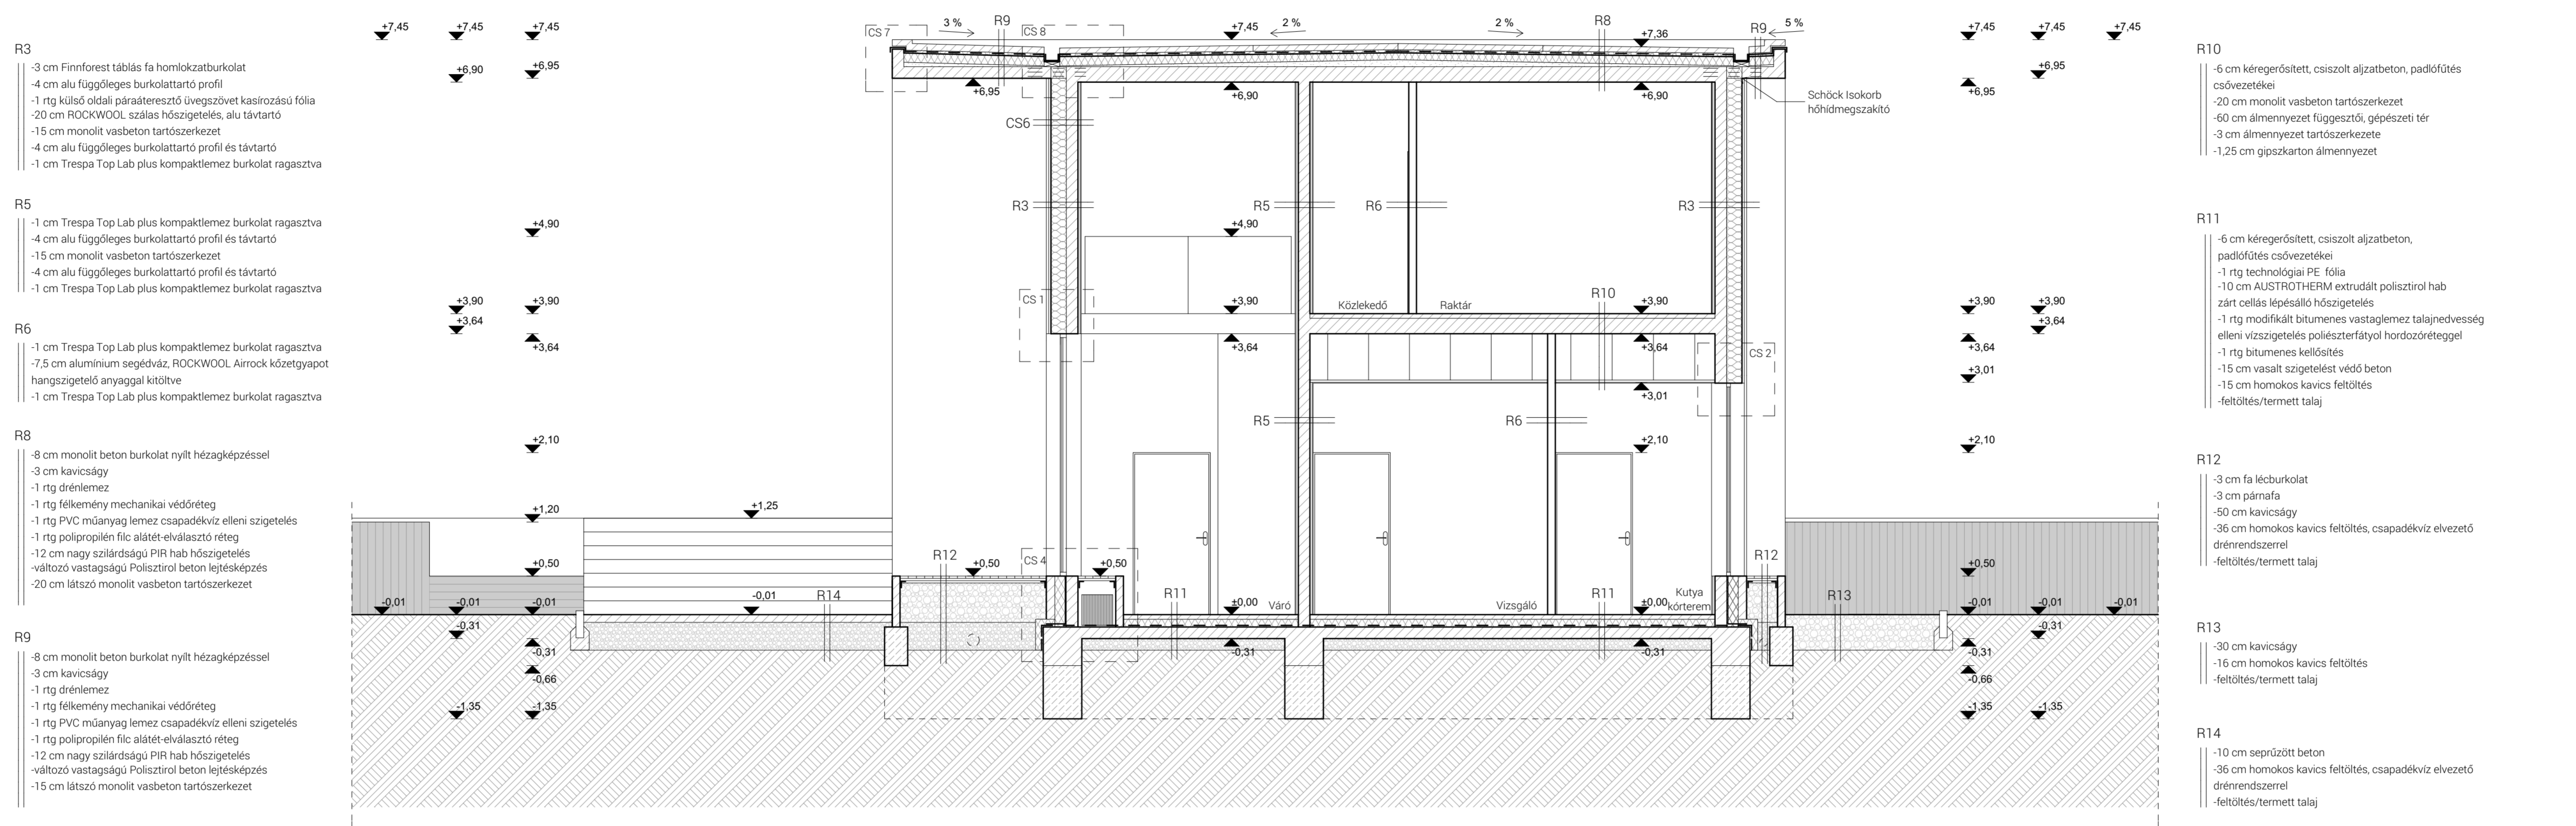 R3
-3 cm Finnforest táblás fa homlokzatburkolat
-4 cm alu függőleges burkolattartó profil
-1 rtg külső oldali páraáteresztő üvegszövet kasírozású fólia
-20 cm ROCKWOOL szálas hőszigetelés, alu távtartó
-15 cm monolit vasbeton tartószerkezet
-4 cm alu függőleges burkolattartó profil és távtartó
-1 cm Trespa Top Lab plus kompaktlemez burkolat ragasztva
R5
-1 cm Trespa Top Lab plus kompaktlemez burkolat ragasztva
-4 cm alu függőleges burkolattartó profil és távtartó
-15 cm monolit vasbeton tartószerkezet
-4 cm alu függőleges burkolattartó profil és távtartó
-1 cm Trespa Top Lab plus kompaktlemez burkolat ragasztva
R6
-1 cm Trespa Top Lab plus kompaktlemez burkolat ragasztva
-7,5 cm alumínium segédváz, ROCKWOOL Airrock kőzetgyapot
hangszigetelő anyaggal kitöltve
-1 cm Trespa Top Lab plus kompaktlemez burkolat ragasztva
R8
-8 cm monolit beton burkolat nyílt hézagképzéssel
-3 cm kavicságy
-1 rtg drénlemez
-1 rtg félkemény mechanikai védőréteg
-1 rtg PVC műanyag lemez csapadékvíz elleni szigetelés
-1 rtg polipropilén filc alátét-elválasztó réteg
-12 cm nagy szilárdságú PIR hab hőszigetelés
-változó vastagságú Polisztirol beton lejtésképzés
-20 cm látszó monolit vasbeton tartószerkezet
R9
-8 cm monolit beton burkolat nyílt hézagképzéssel
-3 cm kavicságy
-1 rtg drénlemez
-1 rtg félkemény mechanikai védőréteg
-1 rtg PVC műanyag lemez csapadékvíz elleni szigetelés
-1 rtg polipropilén filc alátét-elválasztó réteg
-12 cm nagy szilárdságú PIR hab hőszigetelés
-változó vastagságú Polisztirol beton lejtésképzés
-15 cm látszó monolit vasbeton tartószerkezet
+7,45 +7,45 +7,45
+6,90 +6,95
+4,90
+3,90 +3,90
+3,64
+3,64
+2,10
+1,20 +1,25
+0,50
-0,01 -0,01 -0,01 -0,01 R14
-0,31
-0,31
-0,66
-1,35 -1,35
CS 7 3 % R9 CS 8 +7,45 2 % 2 % R8 +7,36 R9 5 %
+6,95 +6,90 +6,90
Schöck Isokorb
hőhídmegszakító
CS6
R3 R5 R6 R3
+4,90
CS 1 +3,90 Közlekedő Raktár R10 +3,90
+3,64 +3,64 CS 2
+3,01
R5 R6
+2,10
R12 CS 4 R12
+0,50 +0,50
R11 ±0,00 Váró Vizsgáló R11 ±0,00 Kutya
kórterem
R13
-0,31 -0,31
+7,45 +7,45 +7,45
+6,95
+6,95
+3,90 +3,90
+3,64
+3,64
+3,01
+2,10
+0,50
-0,01 -0,01 -0,01
-0,31
-0,31
-0,66
-1,35 -1,35
R10
-6 cm kéregerősített, csiszolt aljzatbeton, padlófűtés
csővezetékei
-20 cm monolit vasbeton tartószerkezet
-60 cm álmennyezet függesztői, gépészeti tér
-3 cm álmennyezet tartószerkezete
-1,25 cm gipszkarton álmennyezet
R11
-6 cm kéregerősített, csiszolt aljzatbeton,
padlófűtés csővezetékei
-1 rtg technológiai PE fólia
-10 cm AUSTROTHERM extrudált polisztirol hab
zárt cellás lépésálló hőszigetelés
-1 rtg modifikált bitumenes vastaglemez talajnedvesség
elleni vízszigetelés poliészterfátyol hordozóréteggel
-1 rtg bitumenes kellősítés
-15 cm vasalt szigetelést védő beton
-15 cm homokos kavics feltöltés
-feltöltés/termett talaj
R12
-3 cm fa lécburkolat
-3 cm párnafa
-50 cm kavicságy
-36 cm homokos kavics feltöltés, csapadékvíz elvezető
drénrendszerrel
-feltöltés/termett talaj
R13
-30 cm kavicságy
-16 cm homokos kavics feltöltés
-feltöltés/termett talaj
R14
-10 cm seprűzött beton
-36 cm homokos kavics feltöltés, csapadékvíz elvezető
drénrendszerrel
-feltöltés/termett talaj